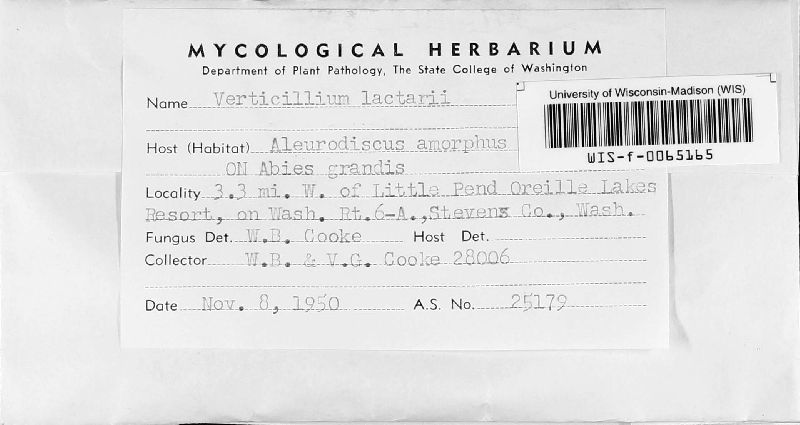 MYCOLOGICAL HERBARIUM
Department of Plant Pathology, The State College of Washington
Name Verticillium lactarii
University of Wisconsin-Madison (WIS)
WIS-f-0065165
Host (Habitat) Aleurodiscus amorphus
ON Abies grandis
Locality 3.3 mi. W. of Little Pend Oreille Lakes
Resort, on Wash. Rt.6-A.,Stevens Co., Wash.
Fungus Det. W.B. Cooke Host Det.
Collector W.B. & V.G. Cooke 28006
Date Nov. 8, 1950 A.S. No. 25179